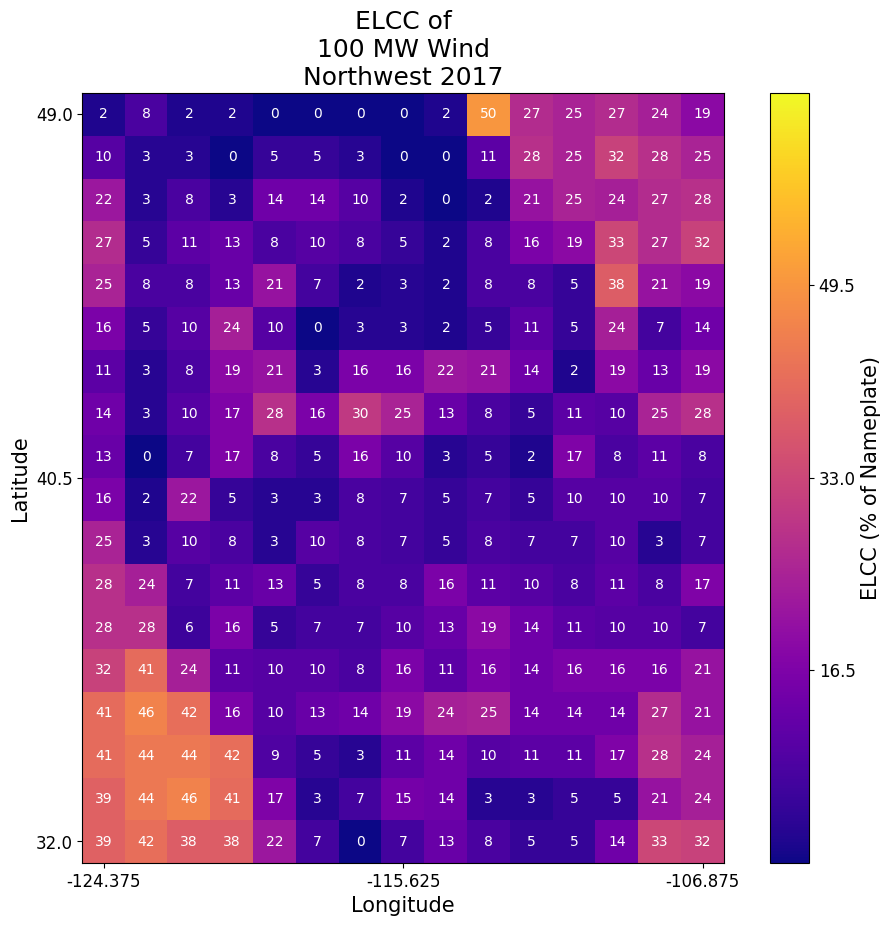 ELCC of
100 MW Wind
Northwest 2017
49.0
2 8 2 2 0 0 0 0 2 50 27 25 27 24 19
10 3 3 0 5 5 3 0 0 11 28 25 32 28 25
22 3 8 3 14 14 10 2 0 2 21 25 24 27 28
27 5 11 13 8 10 8 5 2 8 16 19 33 27 32
25 8 8 13 21 7 2 3 2 8 8 5 38 21 19
16 5 10 24 10 0 3 3 2 5 11 5 24 7 14
11 3 8 19 21 3 16 16 22 21 14 2 19 13 19
14 3 10 17 28 16 30 25 13 8 5 11 10 25 28
13 0 7 17 8 5 16 10 3 5 2 17 8 11 8
40.5
16 2 22 5 3 3 8 7 5 7 5 10 10 10 7
25 3 10 8 3 10 8 7 5 8 7 7 10 3 7
28 24 7 11 13 5 8 8 16 11 10 8 11 8 17
28 28 6 16 5 7 7 10 13 19 14 11 10 10 7
32 41 24 11 10 10 8 16 11 16 14 16 16 16 21
41 46 42 16 10 13 14 19 24 25 14 14 14 27 21
41 44 44 42 9 5 3 11 14 10 11 11 17 28 24
39 44 46 41 17 3 7 15 14 3 3 5 5 21 24
32.0
39 42 38 38 22 7 0 7 13 8 5 5 14 33 32
-124.375
-115.625
-106.875
Longitude
Latitude
49.5
33.0
16.5
ELCC (% of Nameplate)